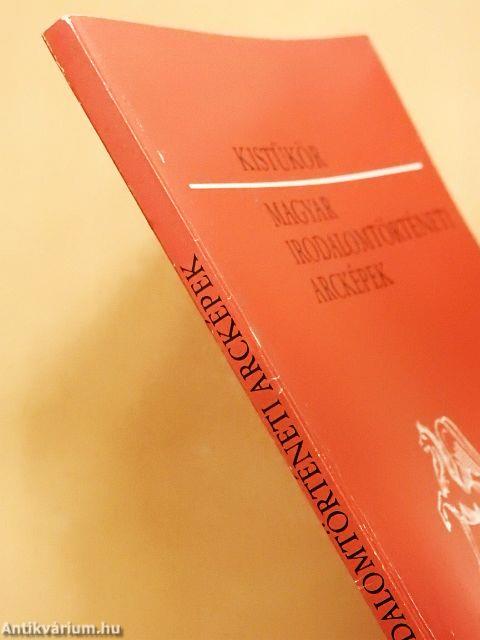 KISTÜKÖR
MAGYAR
IRODALOMTÖRTÉNETI
ARCKÉPEK
DALOMTÖRTÉNETI ARCKÉPEK
Antikvárium.hu